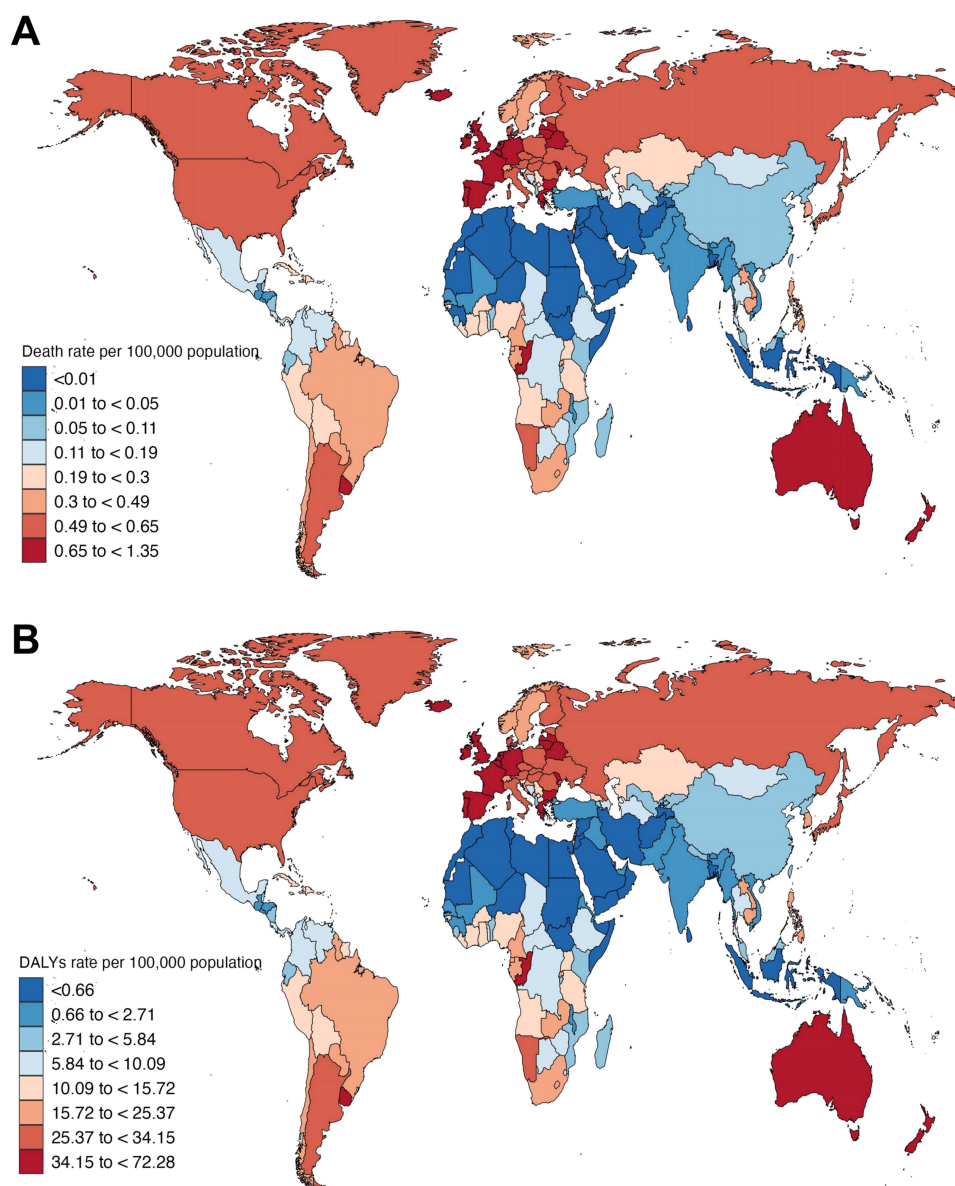 A
Death rate per 100,000 population
<0.01
0.01 to < 0.05
0.05 to < 0.11
0.11 to < 0.19
0.19 to < 0.3
0.3 to < 0.49
0.49 to < 0.65
0.65 to < 1.35
B
DALYs rate per 100,000 population
<0.66
0.66 to < 2.71
2.71 to < 5.84
5.84 to < 10.09
10.09 to < 15.72
15.72 to < 25.37
25.37 to < 34.15
34.15 to < 72.28